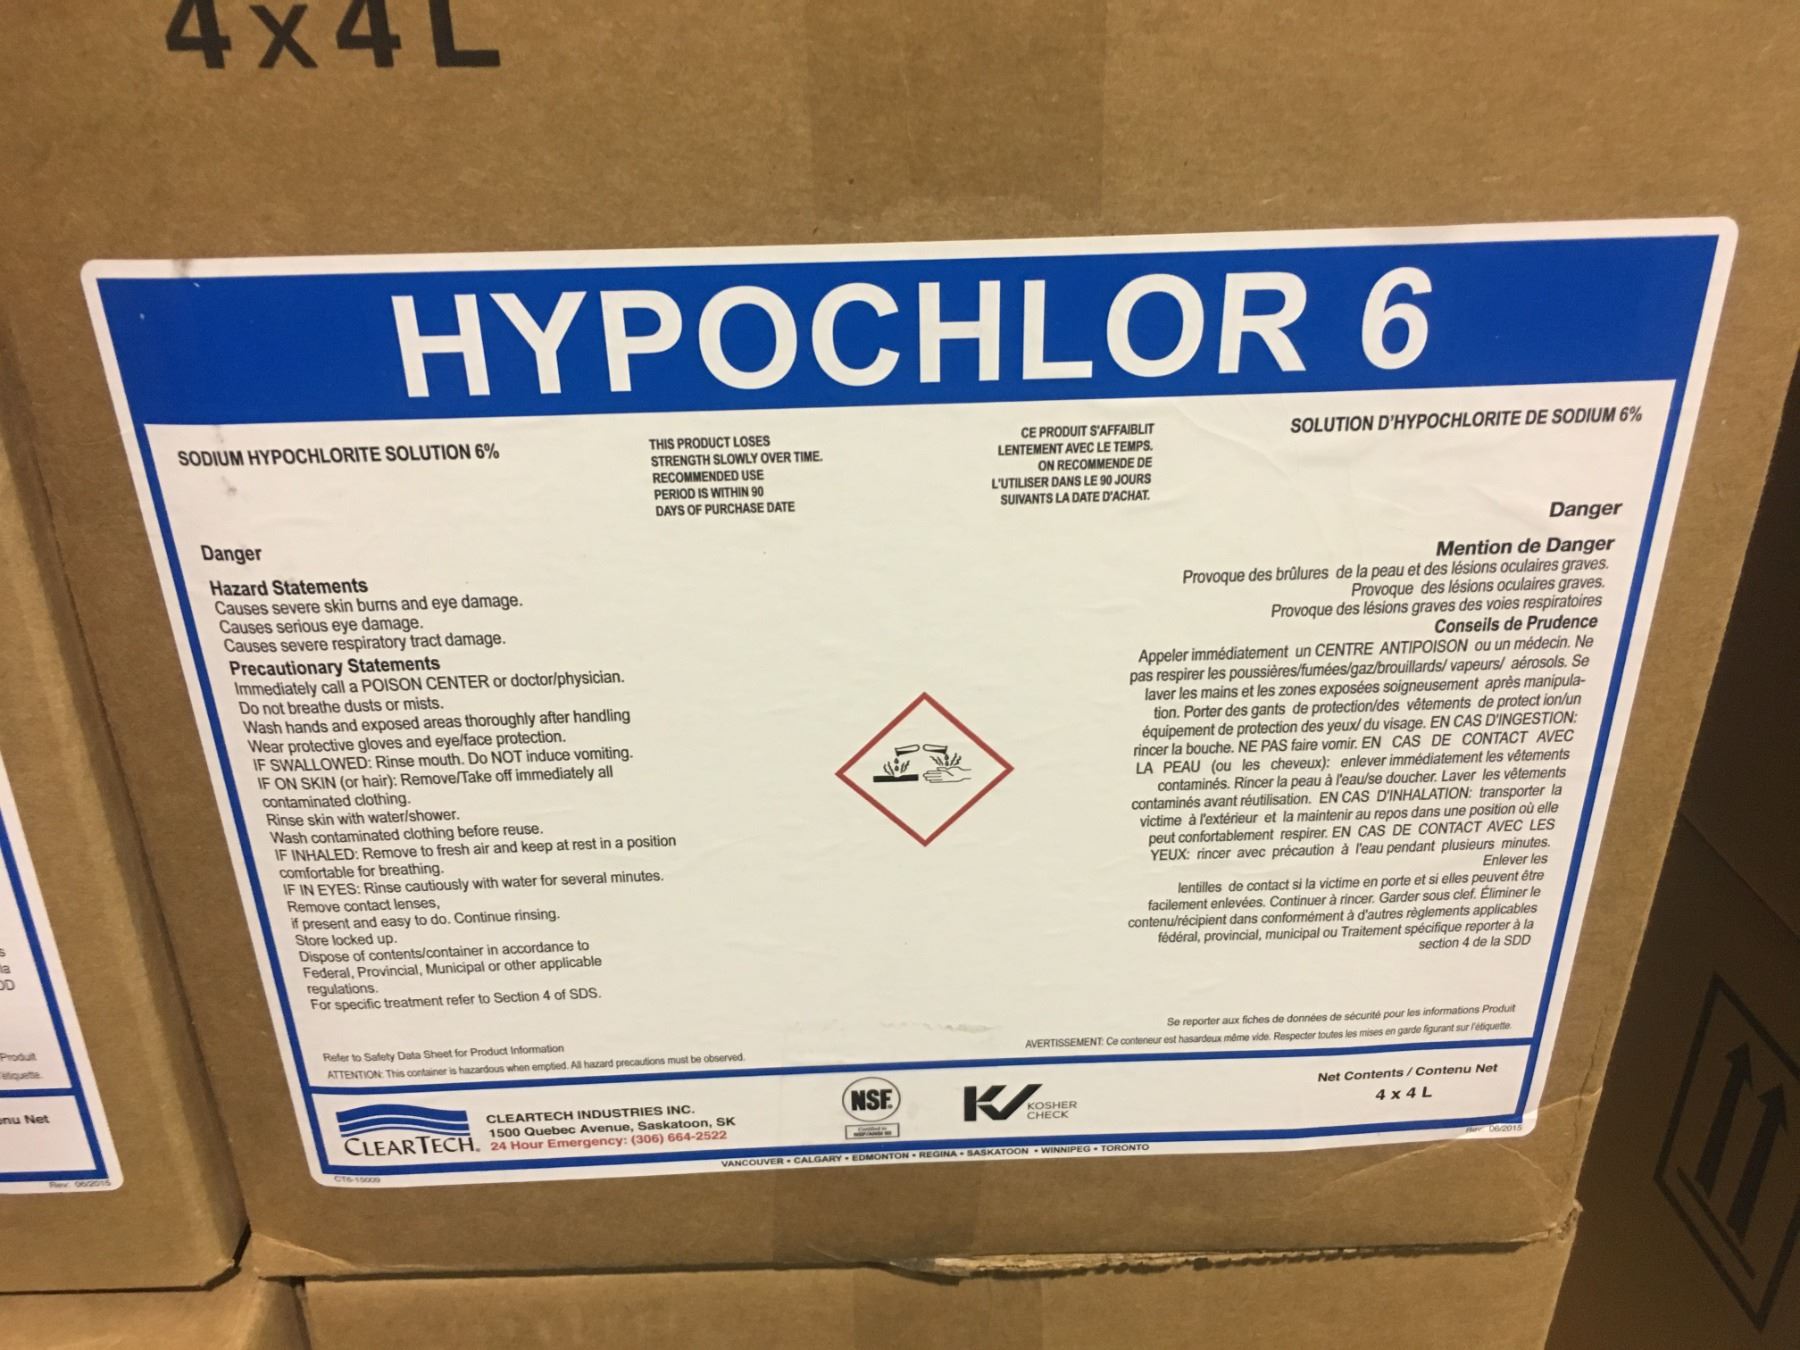 4x4L
HYPOCHLOR 6
SODIUM HYPOCHLORITE SOLUTION 6%
THIS PRODUCT LOSES
STRENGTH SLOWLY OVER TIME.
RECOMMENDED USE
PERIOD IS WITHIN 90
DAYS OF PURCHASE DATE
CE PRODUIT S'AFFAIBLIT
LENTEMENT AVEC LE TEMPS.
ON RECOMMENDE DE
L'UTILISER DANS LE 90 JOURS
SUIVANTS LA DATE D'ACHAT.
SOLUTION D'HYPOCHLORITE DE SODIUM 6%
Danger
Hazard Statements
Causes severe skin burns and eye damage.
Causes serious eye damage.
Causes severe respiratory tract damage.
Precautionary Statements
Immediately call a POISON CENTER or doctor/physician.
Do not breathe dusts or mists.
Wash hands and exposed areas thoroughly after handling
Wear protective gloves and eye/face protection.
IF SWALLOWED: Rinse mouth. Do NOT induce vomiting.
IF ON SKIN (or hair): Remove/Take off immediately all
contaminated clothing.
Rinse skin with water/shower.
Wash contaminated clothing before reuse.
IF INHALED: Remove to fresh air and keep at rest in a position
comfortable for breathing.
IF IN EYES: Rinse cautiously with water for several minutes.
Remove contact lenses,
if present and easy to do. Continue rinsing.
Store locked up.
Dispose of contents/container in accordance to
Federal, Provincial, Municipal or other applicable
regulations.
For specific treatment refer to Section 4 of SDS.
Refer to Safety Data Sheet for Product Information
ATTENTION: This container is hazardous when emptied. All hazard precautions must be observed.
Danger
Mention de Danger
Provoque des brûlures de la peau et des lésions oculaires graves.
Provoque des lésions oculaires graves.
Provoque des lésions graves des voies respiratoires
Conseils de Prudence
Appeler immédiatement un CENTRE ANTIPOISON ou un médecin. Ne
pas respirer les poussières/fumées/gaz/brouillards/ vapeurs/ aérosols. Se
laver les mains et les zones exposées soigneusement après manipula-
tion. Porter des gants de protection/des vêtements de protect ion/un
équipement de protection des yeux/ du visage. EN CAS D'INGESTION:
rincer la bouche. NE PAS faire vomir. EN CAS DE CONTACT AVEC
LA PEAU (ou les cheveux): enlever immédiatement les vêtements
contaminés. Rincer la peau à l'eau/se doucher. Laver les vêtements
contaminés avant réutilisation. EN CAS D'INHALATION: transporter la
victime à l'extérieur et la maintenir au repos dans une position où elle
peut confortablement respirer. EN CAS DE CONTACT AVEC LES
YEUX: rincer avec précaution à l'eau pendant plusieurs minutes.
Enlever les
lentilles de contact si la victime en porte et si elles peuvent être
facilement enlevées. Continuer à rincer. Garder sous clef. Éliminer le
contenu/récipient dans conformément à d'autres règlements applicables
fédéral, provincial, municipal ou Traitement spécifique reporter à la
section 4 de la SDD
Se reporter aux fiches de données de sécurité pour les informations Produit
AVERTISSEMENT: Ce conteneur est hasardeux même vide. Respecter toutes les mises en garde figurant sur l'étiquette.
CLEARTECH.
CLEARTECH INDUSTRIES INC.
1500 Quebec Avenue, Saskatoon, SK
24 Hour Emergency: (306) 664-2522
NSF
KV KOSHER
CHECK
Net Contents / Contenu Net
4 x 4 L
Rev 06/2015
VANCOUVER • CALGARY • EDMONTON • REGINA • SASKATOON • WINNIPEG • TORONTO
la
Produit
l'étiquette.
Net
Rev 06/2015